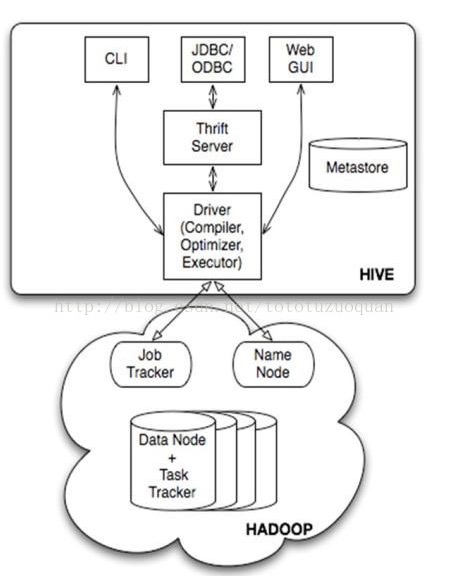 CLI
JDBC/
ODBC
Web
GUI
Thrift
Server
Metastore
Driver
(Compiler,
Optimizer,
Executor)
HIVE
http://blog.csdn.net/tototuzuoquan
Job
Tracker
Name
Node
Data Node
+
Task
Tracker
HADOOP